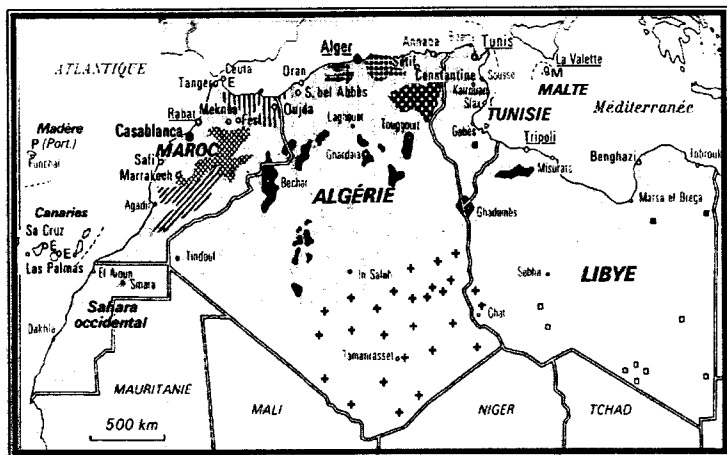 ATLANTIQUE
Madère
P (Port.)
Funchal
Canaries
Sa Cruz
E
E
Las Palmas
Ceuta
Tanger
E
Rabat
Meknès
Fès
Oujda
Casablanca
MAROC
Safi
Marrakech
Agadir
El Aioun
Smara
Sahara
occidental
Dakhla
MAURITANIE
500 km
Alger
Oran
S. bel Abbès
Sétif
Annaba
Constantine
Laghouat
Touggourt
Ghardaïa
Bechar
ALGÉRIE
Tindouf
In Salah
Tamanrasset
MALI
NIGER
TCHAD
Tunis
Sousse
Kairouan
Sfax
TUNISIE
Gabès
La Valette
M
MALTE
Méditerranée
Tripoli
Misurata
Benghazi
Tobrouk
Marsa el Brega
Ghadamès
Sebha
LIBYE
Ghat